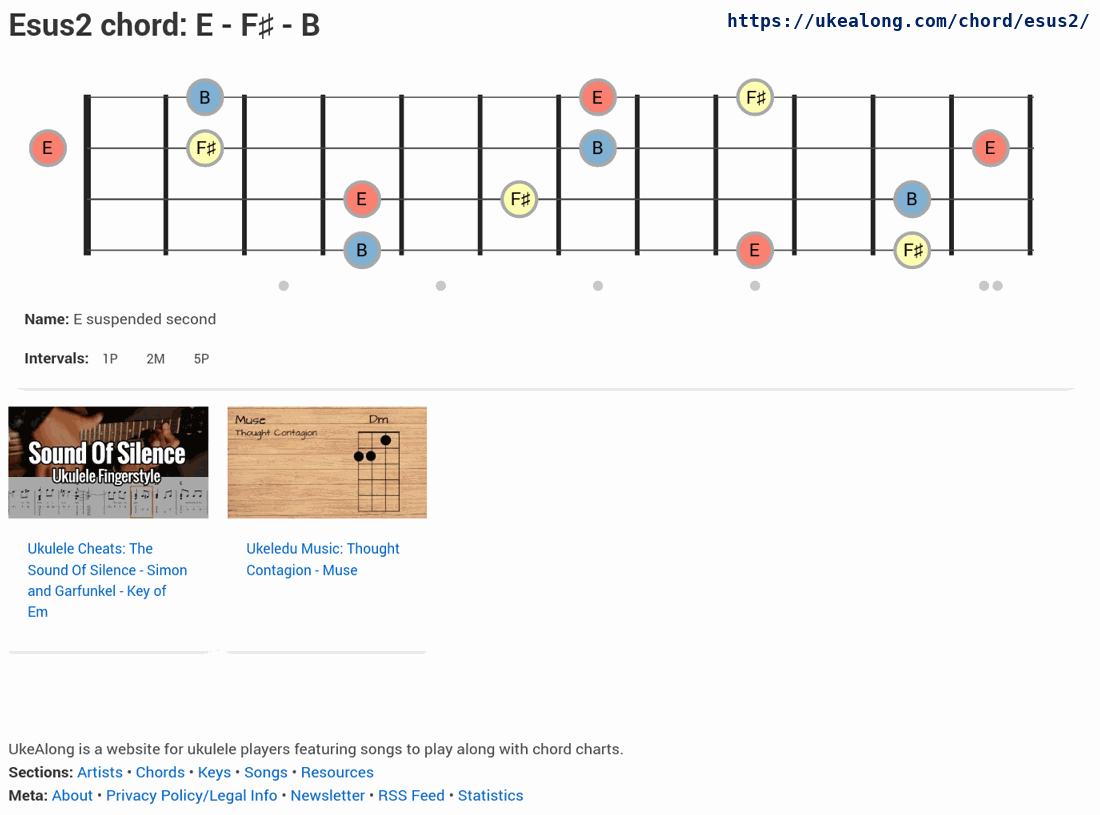 Esus2 chord: E - F♯ - B
https://ukealong.com/chord/esus2/
B E F♯
E F♯ B E
E F♯ B
B E F♯
Name: E suspended second
Intervals: 1P 2M 5P
Sound Of Silence
Ukulele Fingerstyle
Muse
Thought Contagion
Dm
Ukulele Cheats: The
Sound Of Silence - Simon
and Garfunkel - Key of
Em
Ukeledu Music: Thought
Contagion - Muse
UkeAlong is a website for ukulele players featuring songs to play along with chord charts.
Sections: Artists • Chords • Keys • Songs • Resources
Meta: About • Privacy Policy/Legal Info • Newsletter • RSS Feed • Statistics